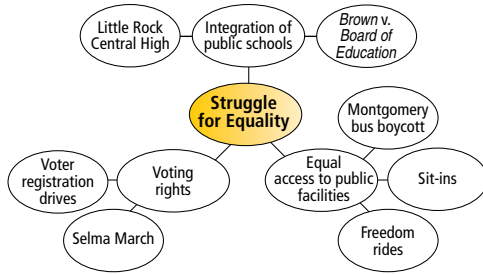 Little Rock
Central High
Integration of
public schools
Brown v.
Board of
Education
Struggle
for Equality
Montgomery
bus boycott
Voter
registration
drives
Voting
rights
Equal
access to public
facilities
Sit-ins
Selma March
Freedom
rides